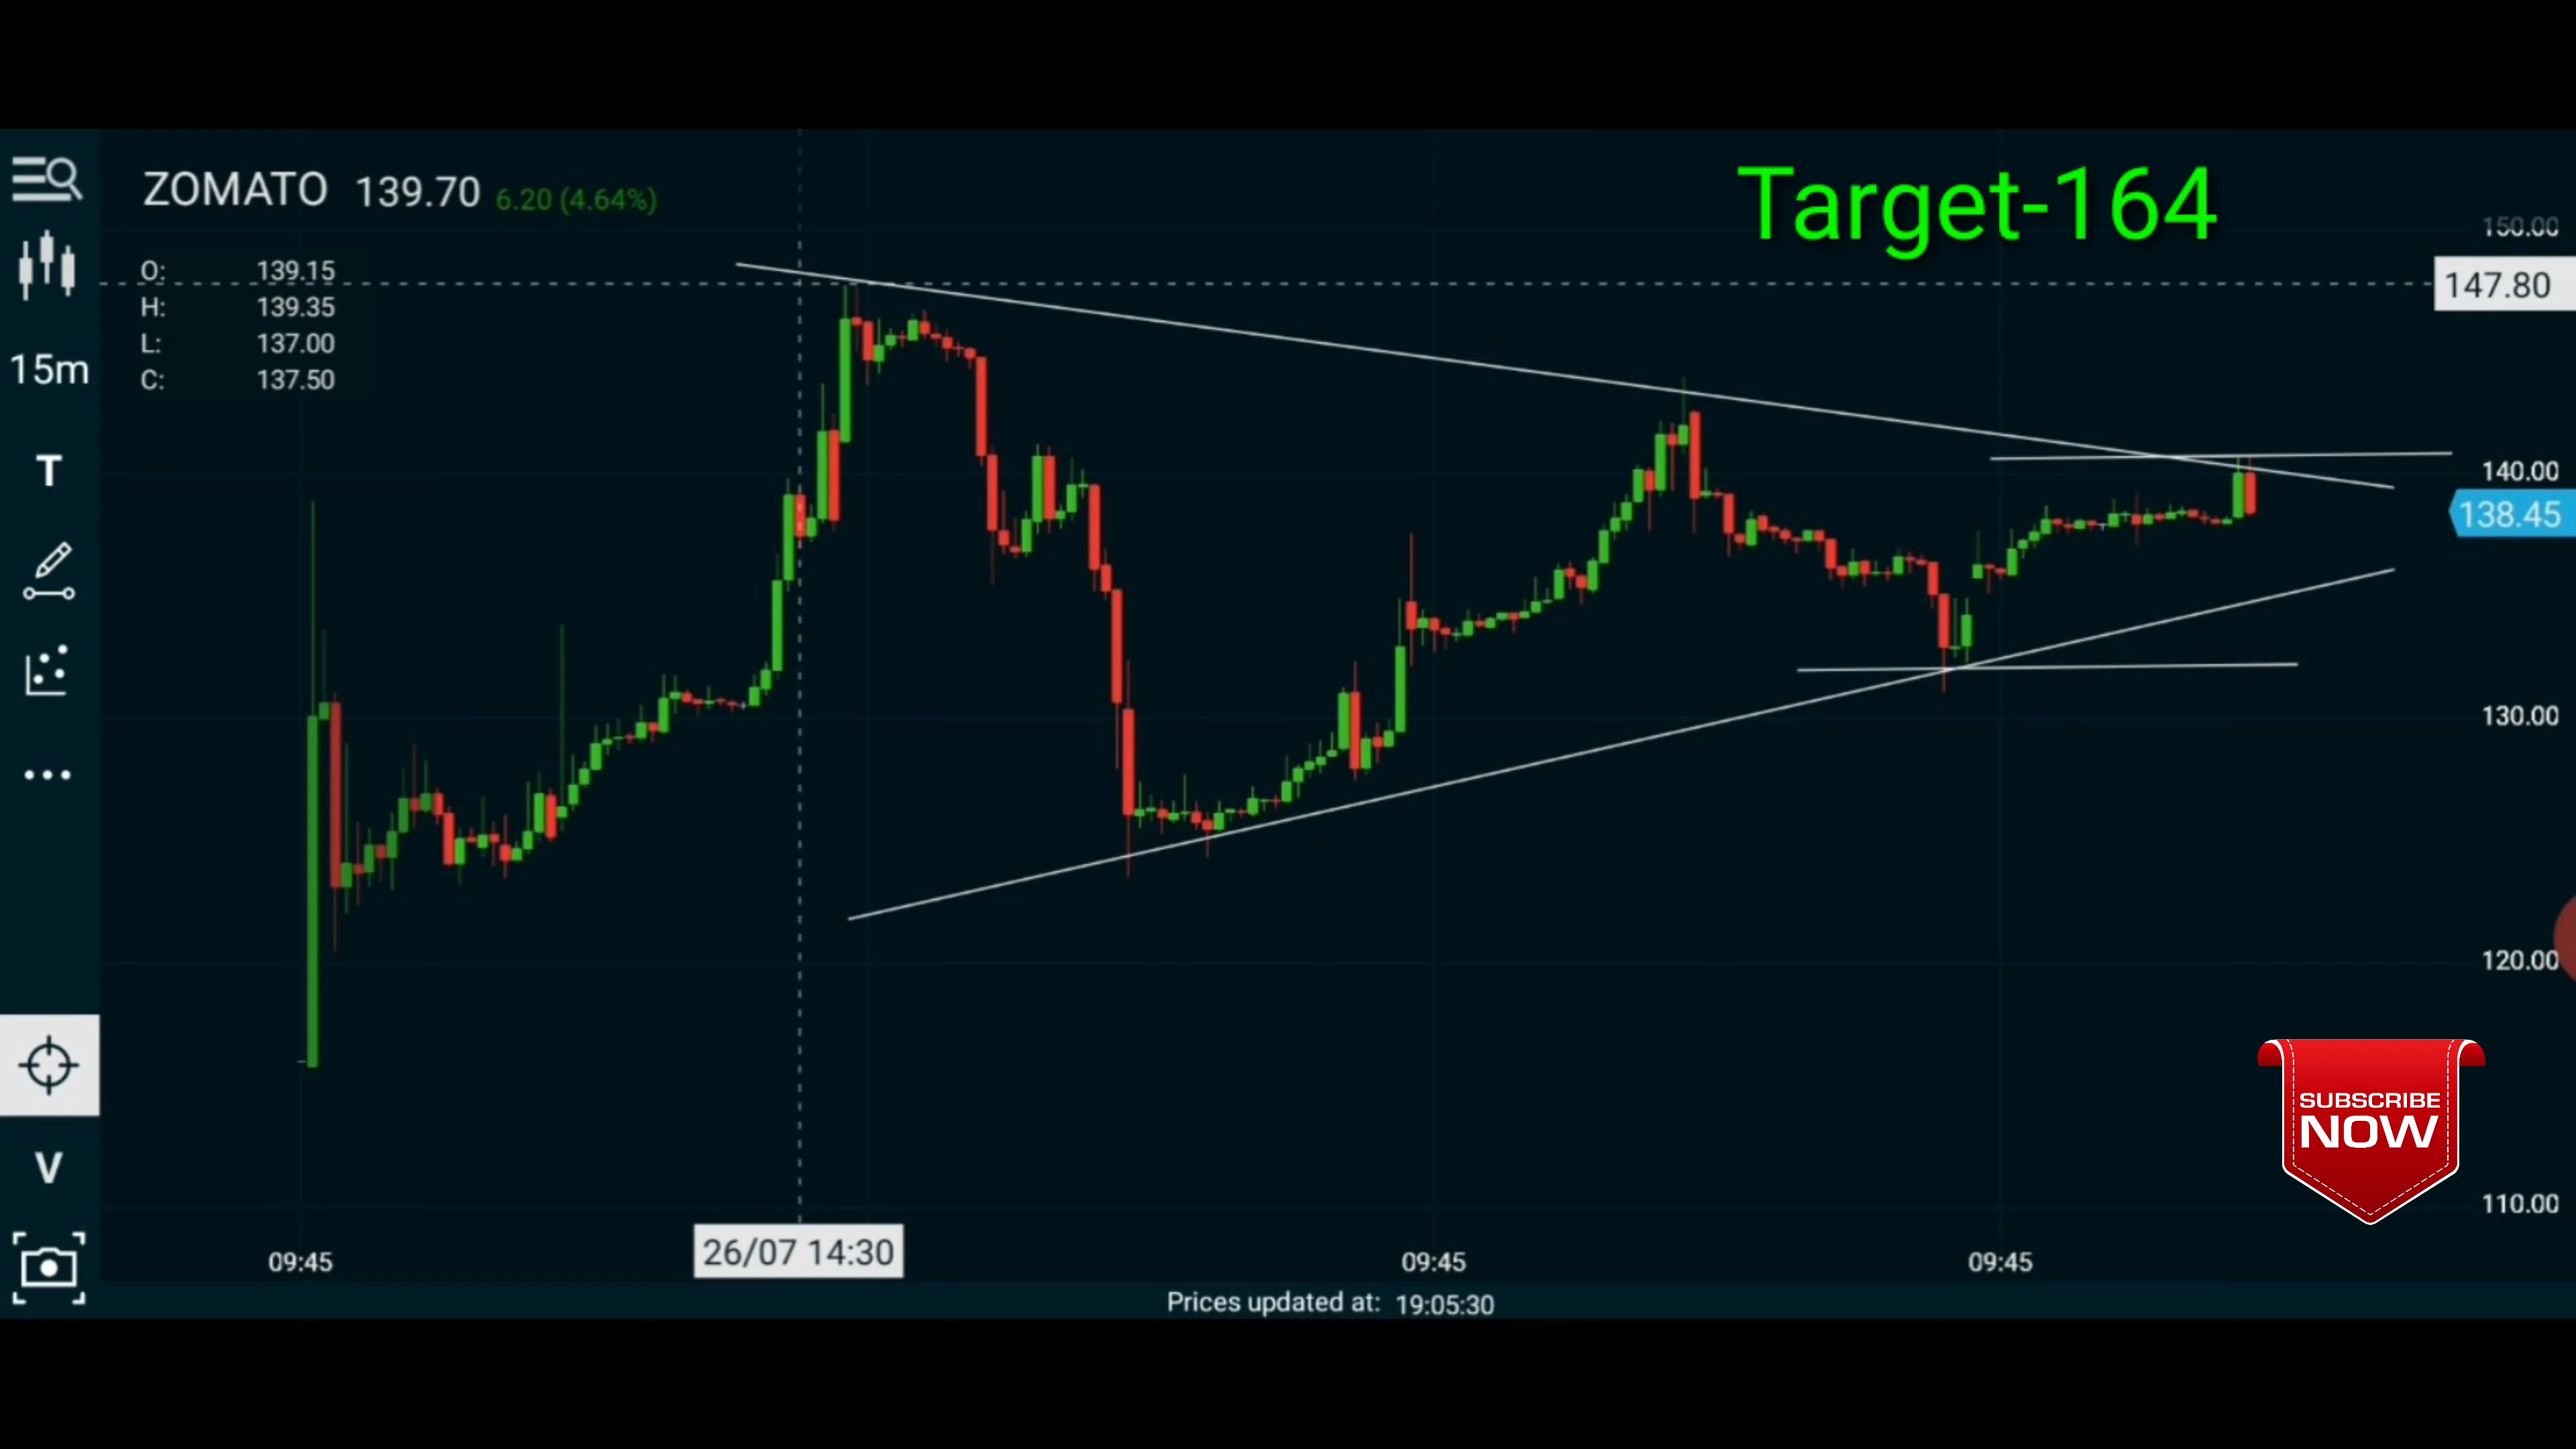 ZOMATO 139.70 6.20 (4.64%)
Target-164
O: 139.15
H: 139.35
L: 137.00
C: 137.50
15m
T
V
150.00
147.80
140.00
138.45
130.00
120.00
110.00
SUBSCRIBE
NOW
09:45
26/07 14:30
09:45
09:45
Prices updated at: 19:05:30